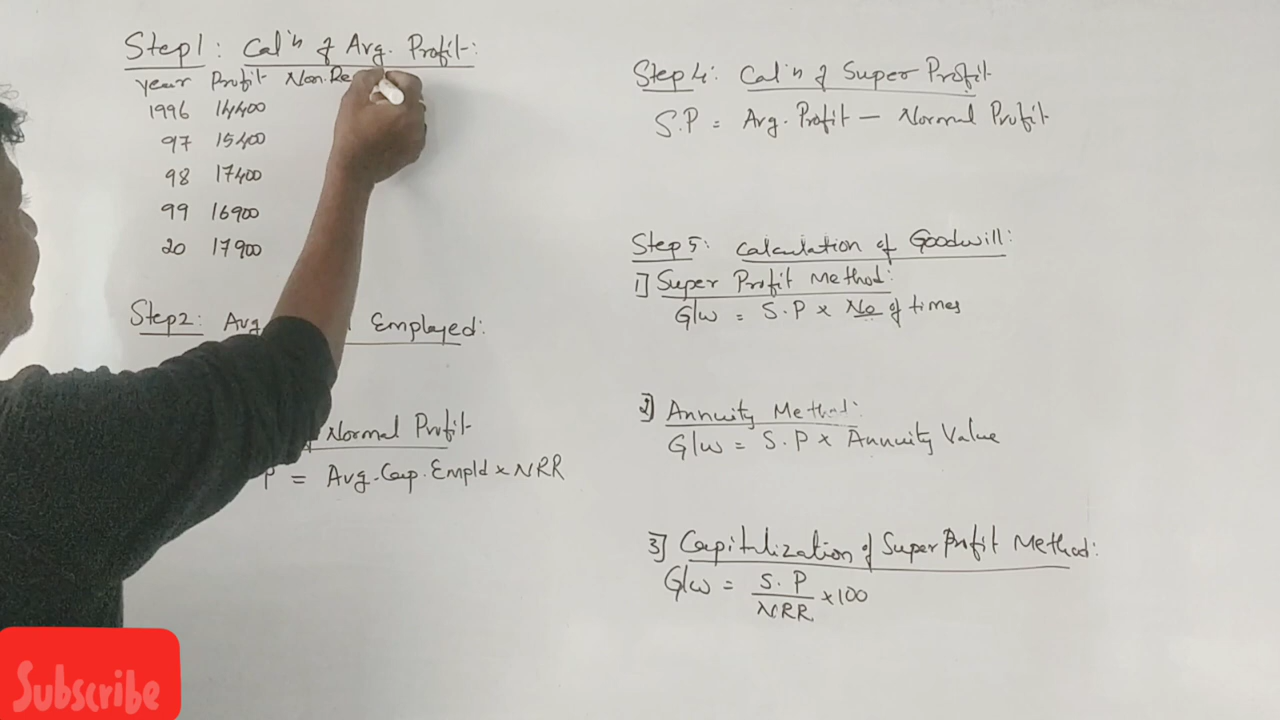 Step 1: Cal'n of Avg. Profit:
year Profit Non.Re
1996 14400
97 15400
98 17400
99 16900
20 17900
Step 2: Avg Employed:
Normal Profit
P = Avg.Cap.Empld × NRR
Step 4: Cal'n of Super Profit
S.P = Avg. Profit – Normal Profit
Step 5: Calculation of Goodwill:
1] Super Profit Method:
G/w = S.P × No of times
2] Annuity Method:
G/w = S.P × Annuity Value
3] Capitalization of Super Profit Method:
G/w = S.P / NRR × 100
Subscribe